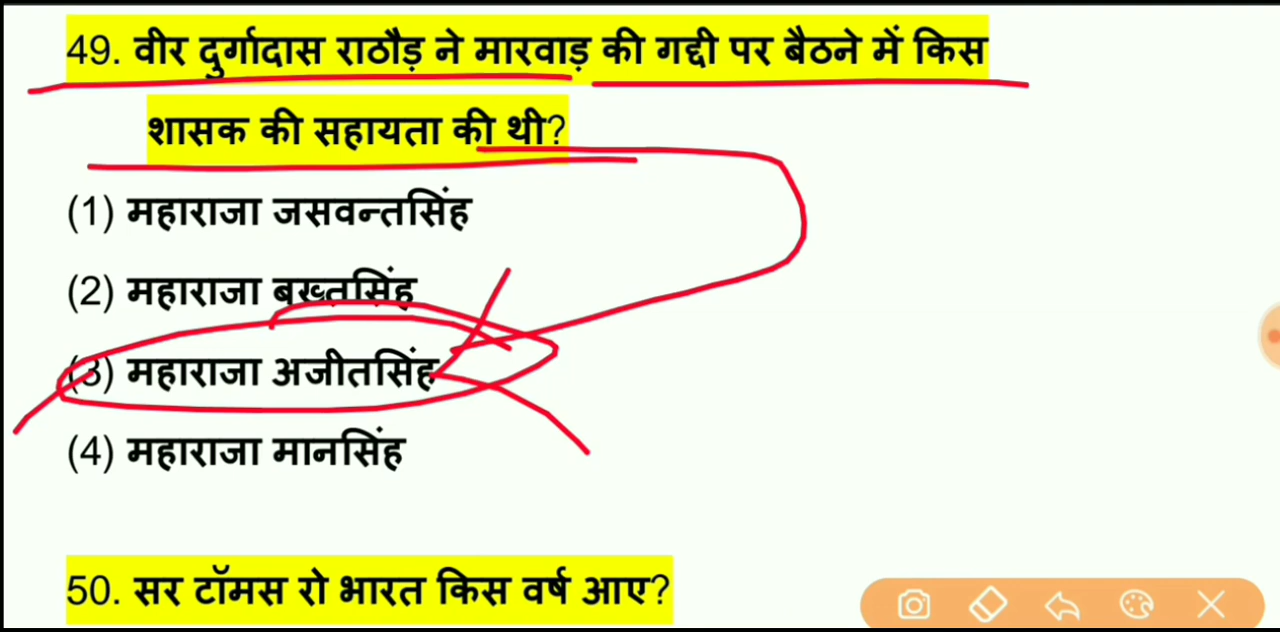 49. वीर दुर्गादास राठौड़ ने मारवाड़ की गद्दी पर बैठने में किस
शासक की सहायता की थी?
(1) महाराजा जसवन्तसिंह
(2) महाराजा बख्तसिंह
(3) महाराजा अजीतसिंह
(4) महाराजा मानसिंह
50. सर टॉमस रो भारत किस वर्ष आए?